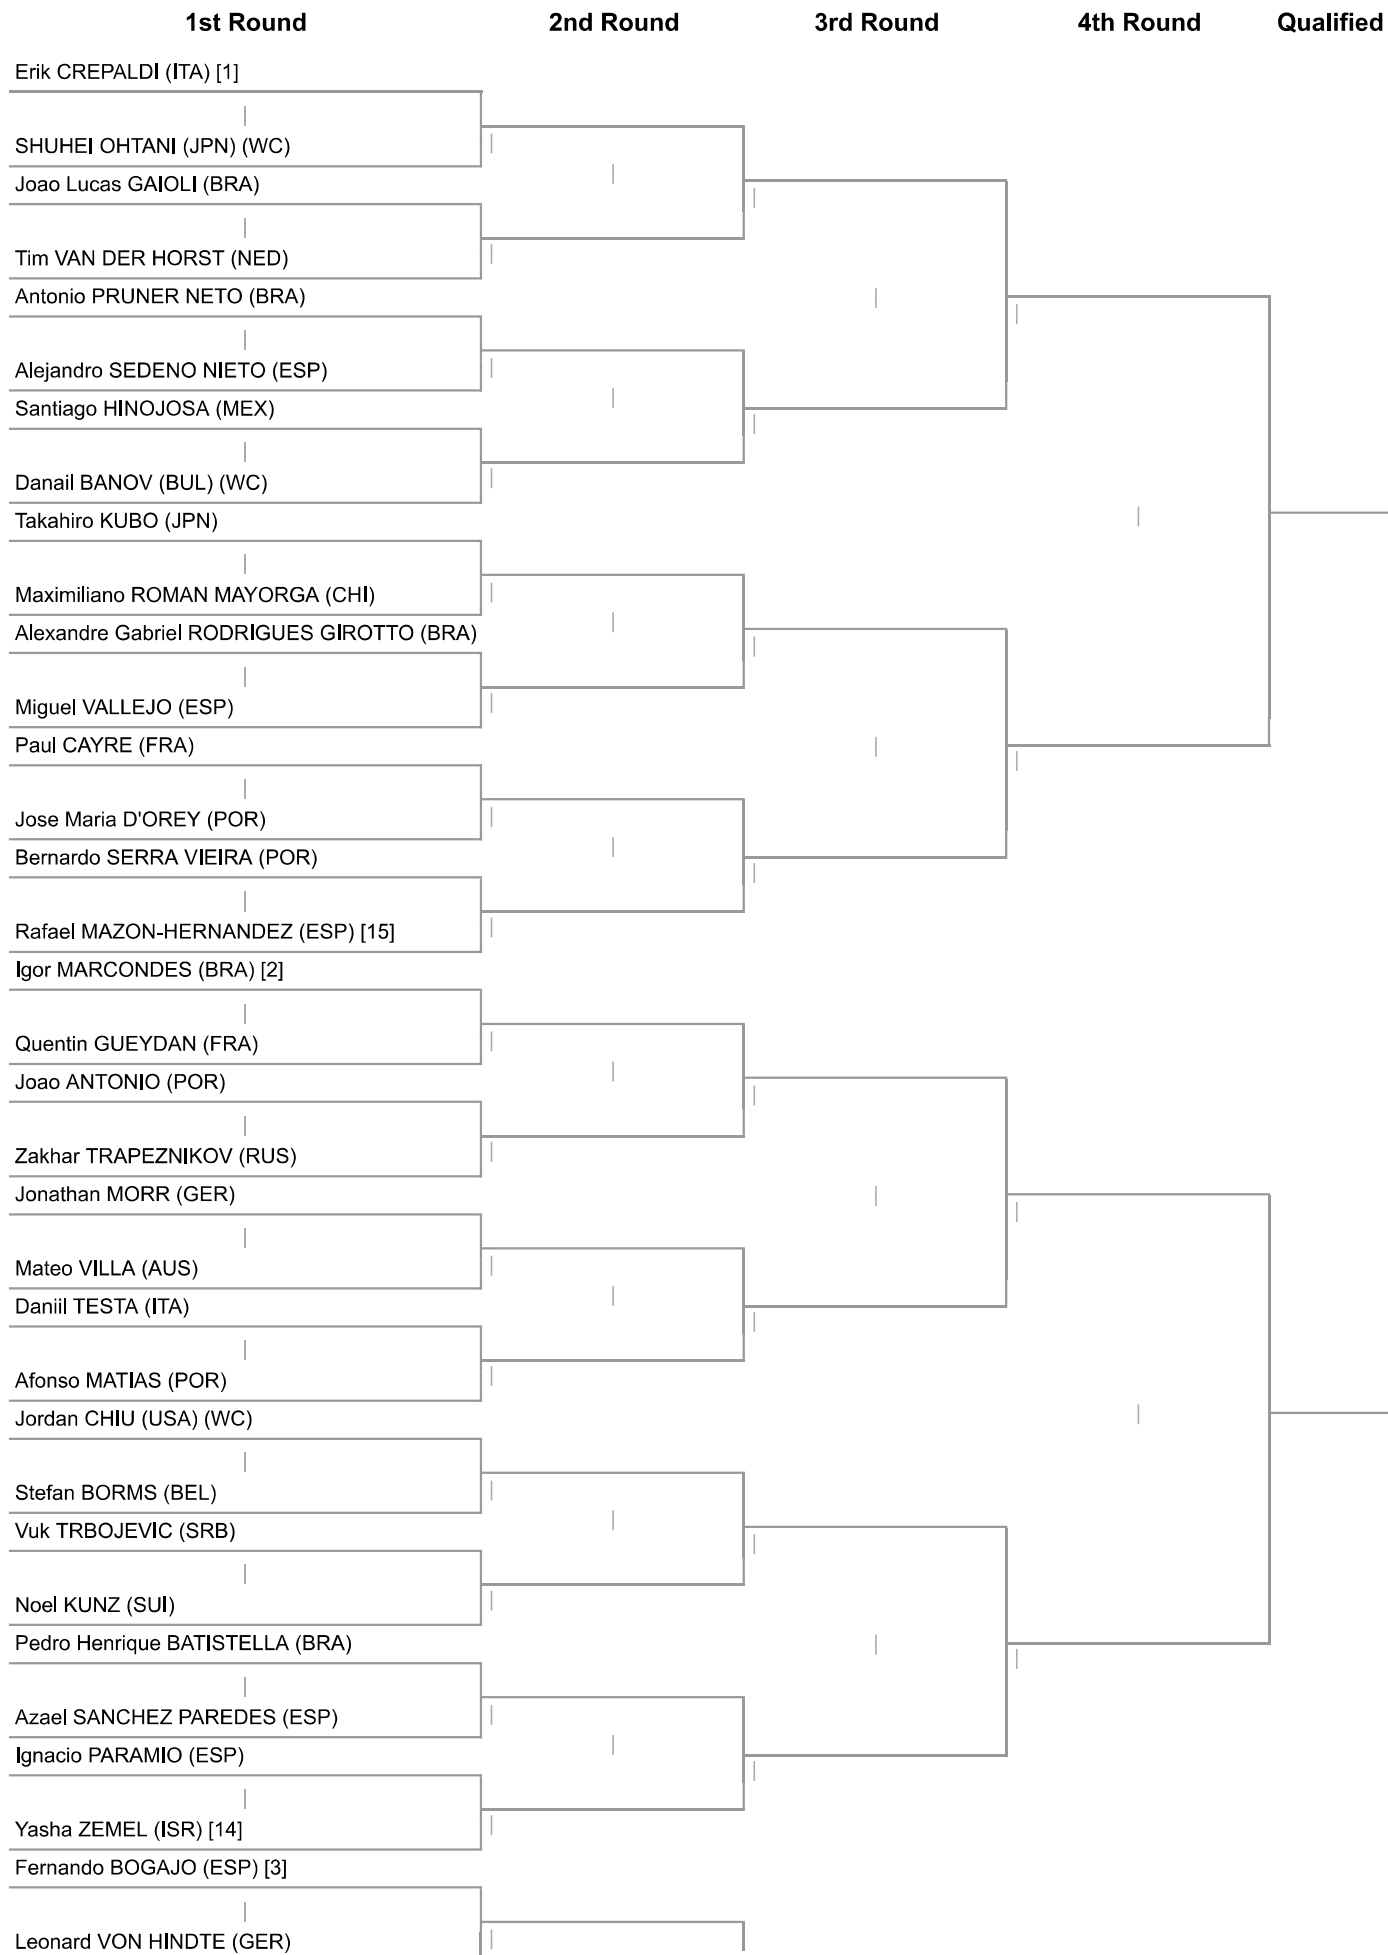 1st Round 2nd Round 3rd Round 4th Round Qualified
Erik CREPALDI (ITA) [1]
SHUHEI OHTANI (JPN) (WC)
Joao Lucas GAIOLI (BRA)
Tim VAN DER HORST (NED)
Antonio PRUNER NETO (BRA)
Alejandro SEDENO NIETO (ESP)
Santiago HINOJOSA (MEX)
Danail BANOV (BUL) (WC)
Takahiro KUBO (JPN)
Maximiliano ROMAN MAYORGA (CHI)
Alexandre Gabriel RODRIGUES GIROTTO (BRA)
Miguel VALLEJO (ESP)
Paul CAYRE (FRA)
Jose Maria D'OREY (POR)
Bernardo SERRA VIEIRA (POR)
Rafael MAZON-HERNANDEZ (ESP) [15]
Igor MARCONDES (BRA) [2]
Quentin GUEYDAN (FRA)
Joao ANTONIO (POR)
Zakhar TRAPEZNIKOV (RUS)
Jonathan MORR (GER)
Mateo VILLA (AUS)
Daniil TESTA (ITA)
Afonso MATIAS (POR)
Jordan CHIU (USA) (WC)
Stefan BORMS (BEL)
Vuk TRBOJEVIC (SRB)
Noel KUNZ (SUI)
Pedro Henrique BATISTELLA (BRA)
Azael SANCHEZ PAREDES (ESP)
Ignacio PARAMIO (ESP)
Yasha ZEMEL (ISR) [14]
Fernando BOGAJO (ESP) [3]
Leonard VON HINDTE (GER)